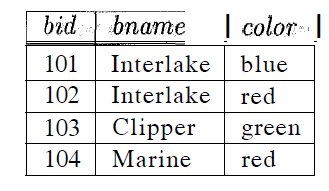 bid bname color
101 Interlake blue
102 Interlake red
103 Clipper green
104 Marine red